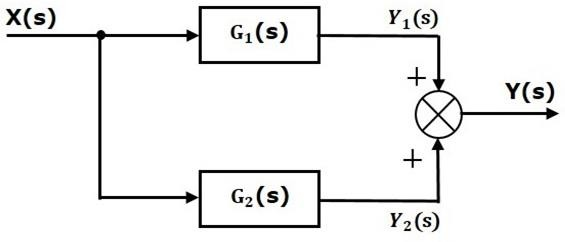 X(s)
G₁(s)
Y₁(s)
+
Y(s)
+
G₂(s)
Y₂(s)